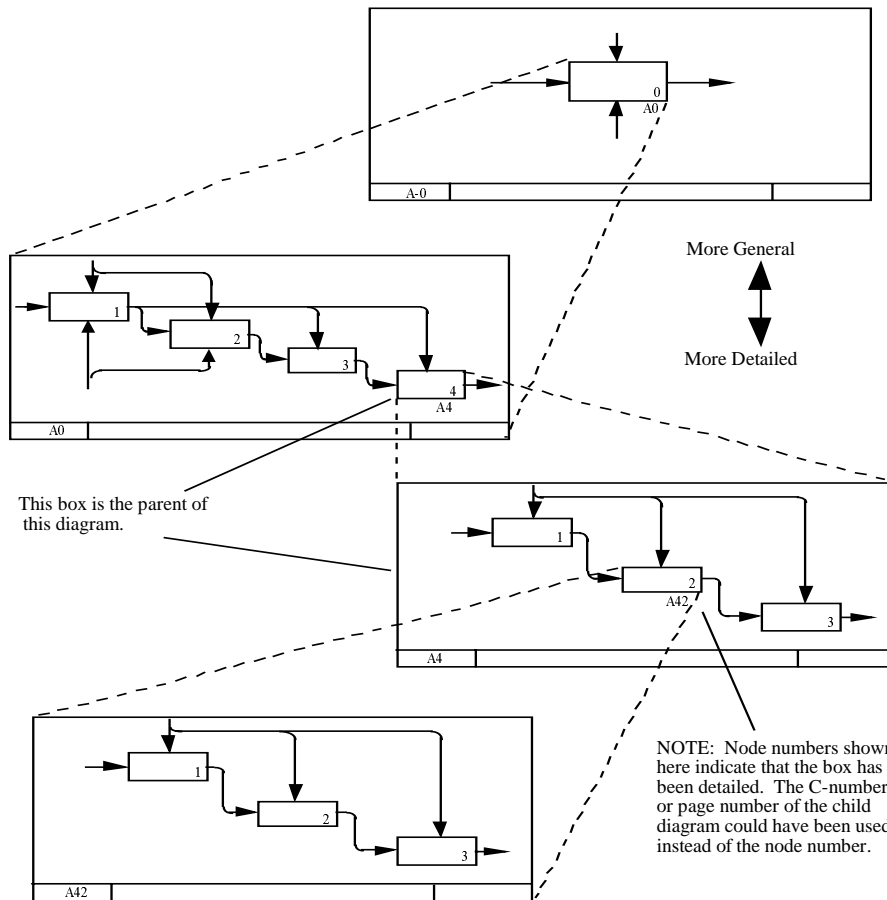 0
A0
A-0
More General
More Detailed
1
2
3
4
A4
A0
This box is the parent of
this diagram.
1
2
A42
3
A4
NOTE: Node numbers shown
here indicate that the box has
been detailed. The C-number
or page number of the child
diagram could have been used
instead of the node number.
1
2
3
A42